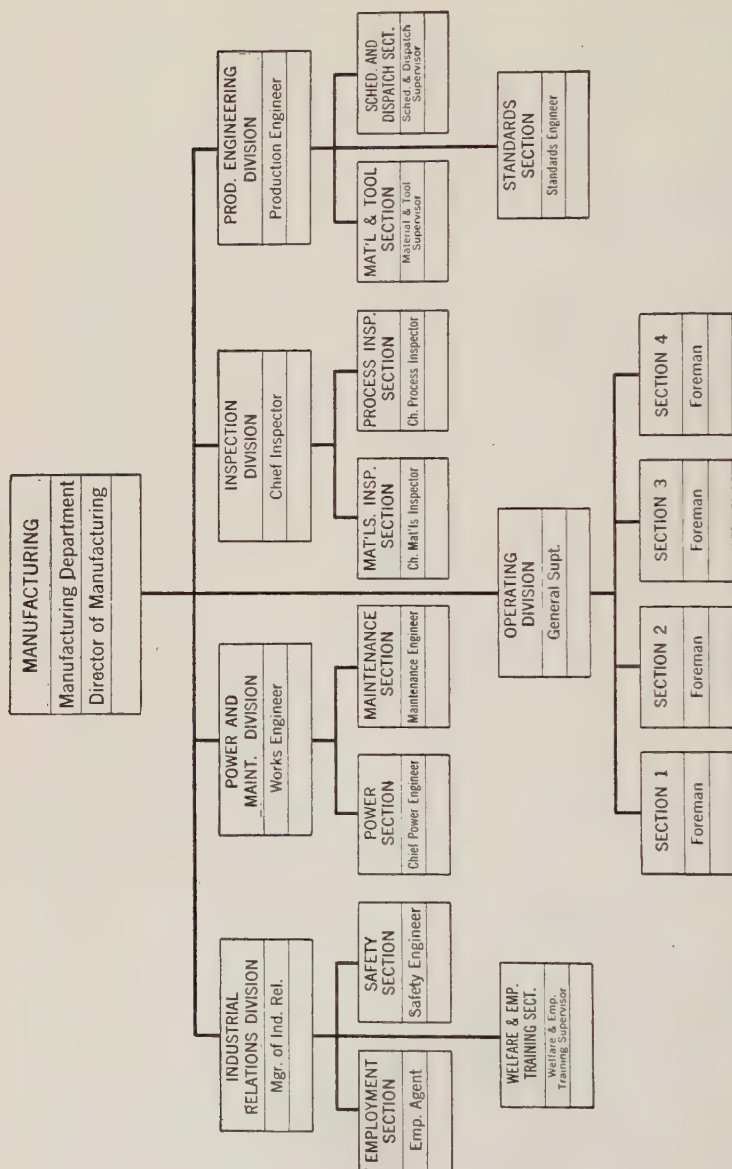 MANUFACTURING
Manufacturing Department
Director of Manufacturing
INDUSTRIAL
RELATIONS DIVISION
Mgr. of Ind. Rel.
POWER AND
MAINT. DIVISION
Works Engineer
INSPECTION
DIVISION
Chief Inspector
PROD. ENGINEERING
DIVISION
Production Engineer
EMPLOYMENT
SECTION
Emp. Agent
SAFETY
SECTION
Safety Engineer
POWER
SECTION
Chief Power Engineer
MAINTENANCE
SECTION
Maintenance Engineer
MAT'LS. INSP.
SECTION
Ch. Mat'ls Inspector
PROCESS INSP.
SECTION
Ch. Process Inspector
MAT'L & TOOL
SECTION
Material & Tool
Supervisor
SCHED. AND
DISPATCH SECT.
Sched. & Dispatch
Supervisor
WELFARE & EMP.
TRAINING SECT.
Welfare & Emp.
Training Supervisor
OPERATING
DIVISION
General Supt.
STANDARDS
SECTION
Standards Engineer
SECTION 1
Foreman
SECTION 2
Foreman
SECTION 3
Foreman
SECTION 4
Foreman